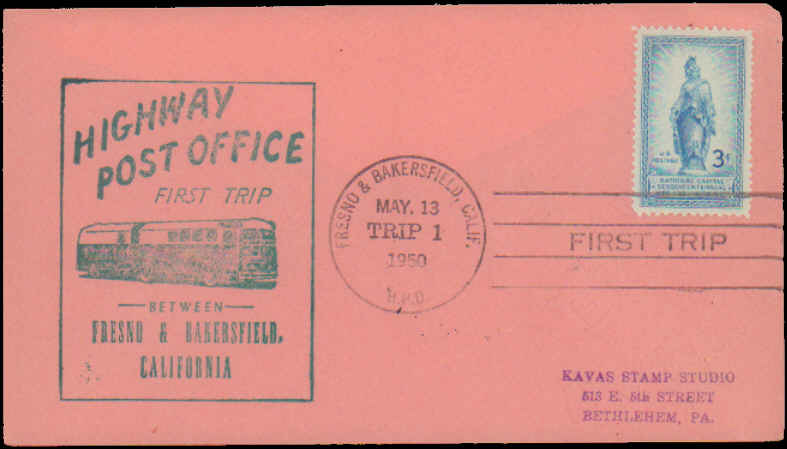 HIGHWAY
POST OFFICE
FIRST TRIP
BETWEEN
FRESNO & BAKERSFIELD,
CALIFORNIA
FRESNO & BAKERSFIELD, CALIF.
MAY. 13
TRIP 1
1950
H.P.O.
FIRST TRIP
U.S.
POSTAGE
3¢
NATIONAL CAPITAL
SESQUICENTENNIAL
KAVAS STAMP STUDIO
513 E. 5th STREET
BETHLEHEM, PA.